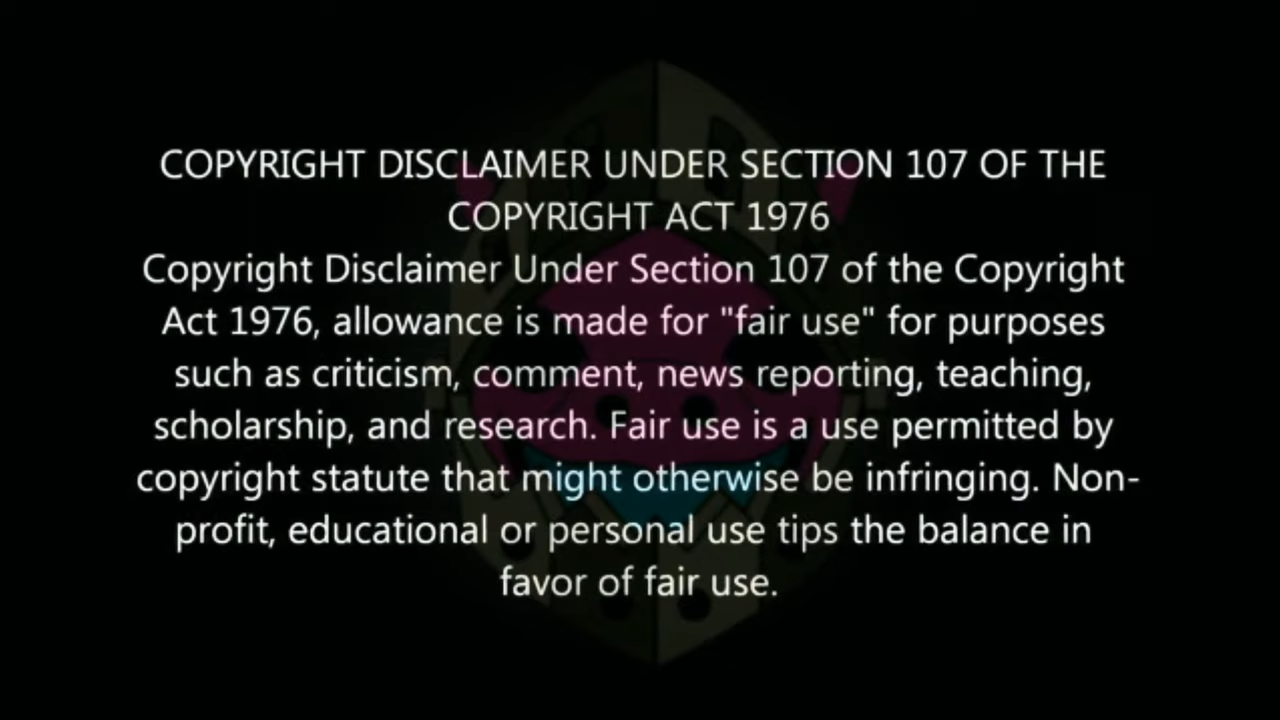 COPYRIGHT DISCLAIMER UNDER SECTION 107 OF THE
COPYRIGHT ACT 1976
Copyright Disclaimer Under Section 107 of the Copyright
Act 1976, allowance is made for "fair use" for purposes
such as criticism, comment, news reporting, teaching,
scholarship, and research. Fair use is a use permitted by
copyright statute that might otherwise be infringing. Non-
profit, educational or personal use tips the balance in
favor of fair use.